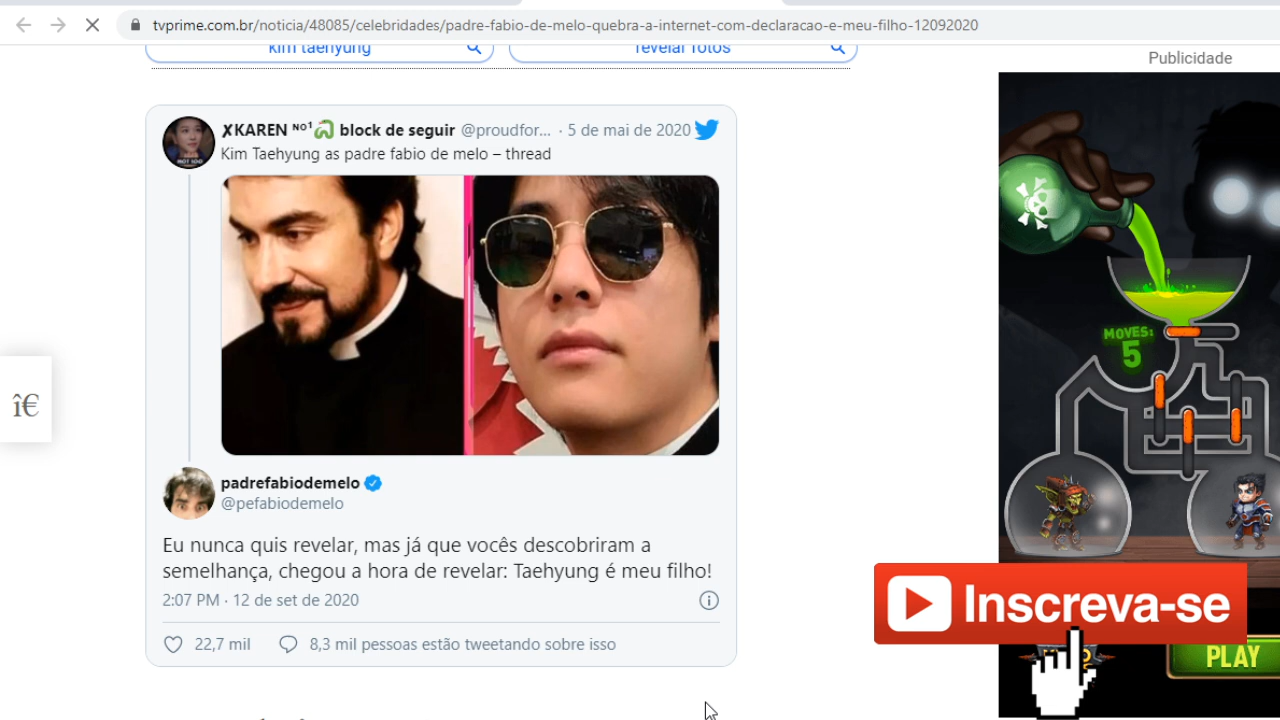 tvprime.com.br/noticia/48085/celebridades/padre-fabio-de-melo-quebra-a-internet-com-declaracao-e-meu-filho-12092020
kim taehyung
revelar fotos
Publicidade
✗KAREN ᴺᴼ¹ block de seguir @proudfor... · 5 de mai de 2020
Kim Taehyung as padre fabio de melo – thread
MOVES:
5
î€
padrefabiodemelo
@pefabiodemelo
Eu nunca quis revelar, mas já que vocês descobriram a
semelhança, chegou a hora de revelar: Taehyung é meu filho!
2:07 PM · 12 de set de 2020
22,7 mil
8,3 mil pessoas estão tweetando sobre isso
Inscreva-se
PLAY